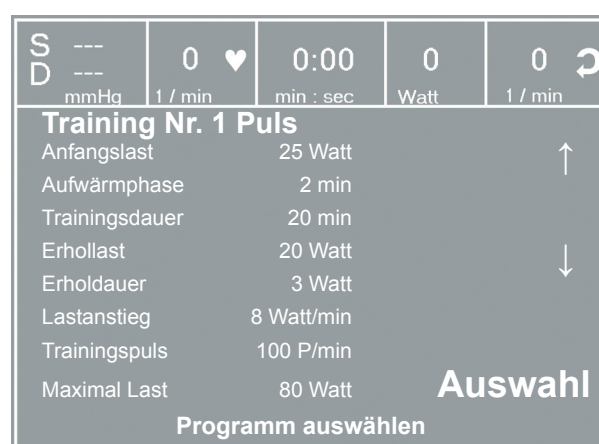 S --- 0 ♥ 0:00 0 0
D ---
mmHg 1 / min min : sec Watt 1 / min
Training Nr. 1 Puls
Anfangslast 25 Watt
Aufwärmphase 2 min
Trainingsdauer 20 min
Erhollast 20 Watt
Erholdauer 3 Watt
Lastanstieg 8 Watt/min
Trainingspuls 100 P/min
Maximal Last 80 Watt
Auswahl
Programm auswählen